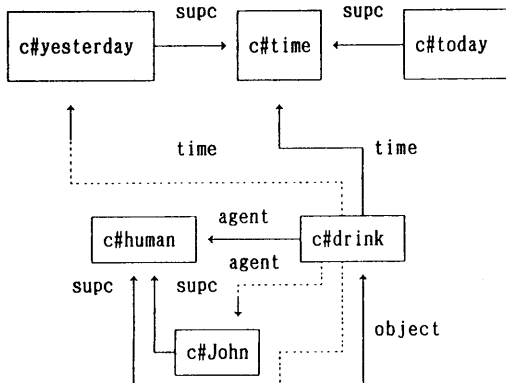 supc supc
c#yesterday c#time c#today
time time
agent
c#human c#drink
agent
supc supc
object
c#John